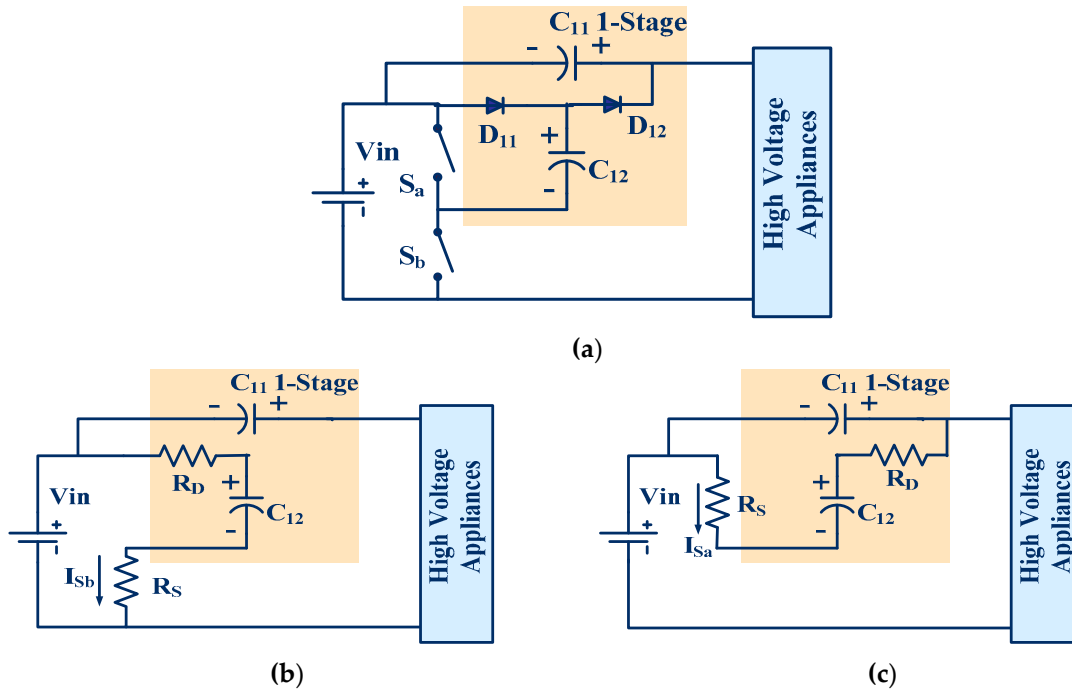 C11 1-Stage
- +
D11
D12
Vin
+
-
Sa
+
C12
-
Sb
High Voltage
Appliances
(a)
C11 1-Stage
- +
RD
Vin
+
C12
-
+
-
ISb
RS
High Voltage
Appliances
(b)
C11 1-Stage
- +
RD
Vin
+
C12
-
+
-
RS
ISa
High Voltage
Appliances
(c)